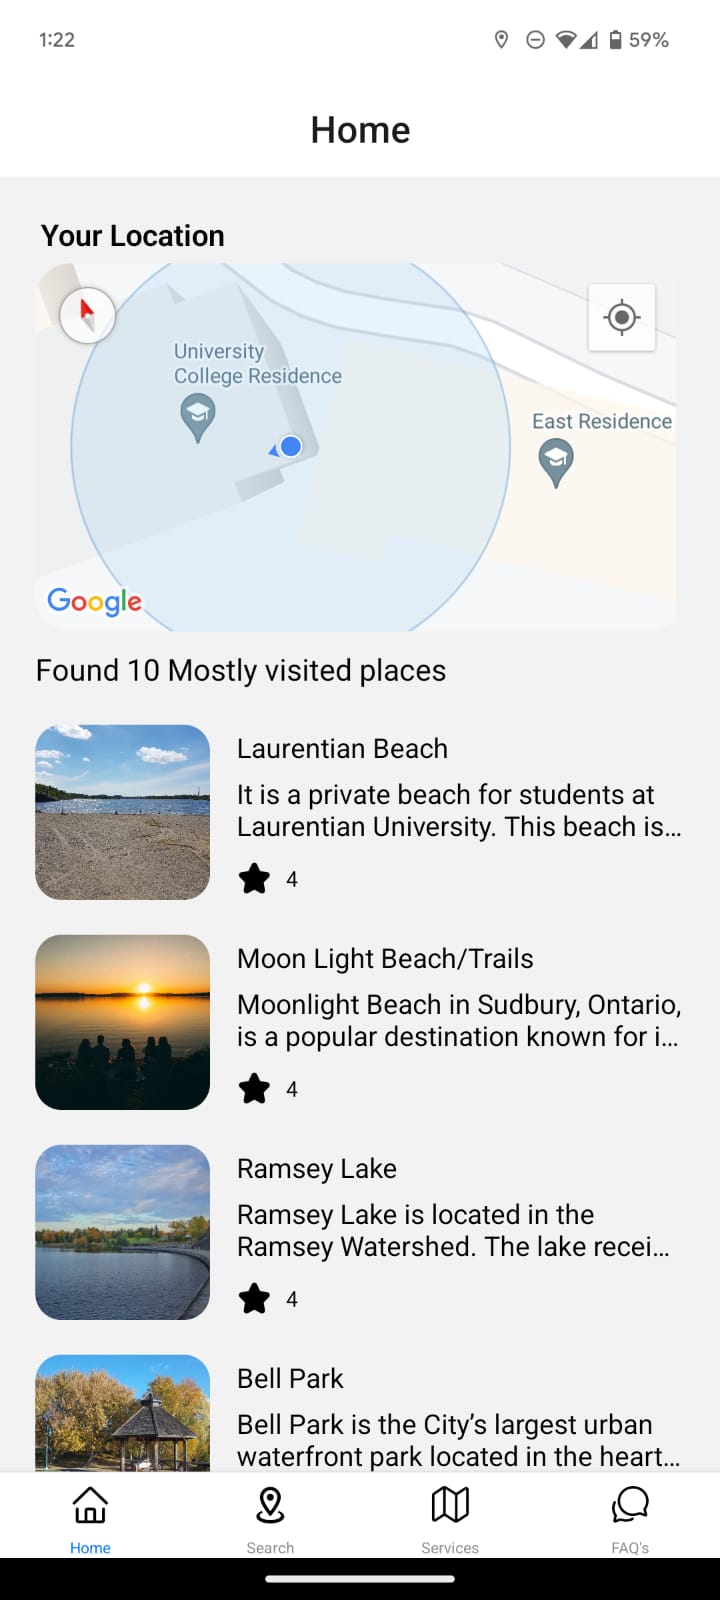 1:22
59%
Home
Your Location
University
College Residence
East Residence
Google
Found 10 Mostly visited places
Laurentian Beach
It is a private beach for students at
Laurentian University. This beach is...
4
Moon Light Beach/Trails
Moonlight Beach in Sudbury, Ontario,
is a popular destination known for i...
4
Ramsey Lake
Ramsey Lake is located in the
Ramsey Watershed. The lake recei...
4
Bell Park
Bell Park is the City’s largest urban
waterfront park located in the heart...
Home
Search
Services
FAQ's